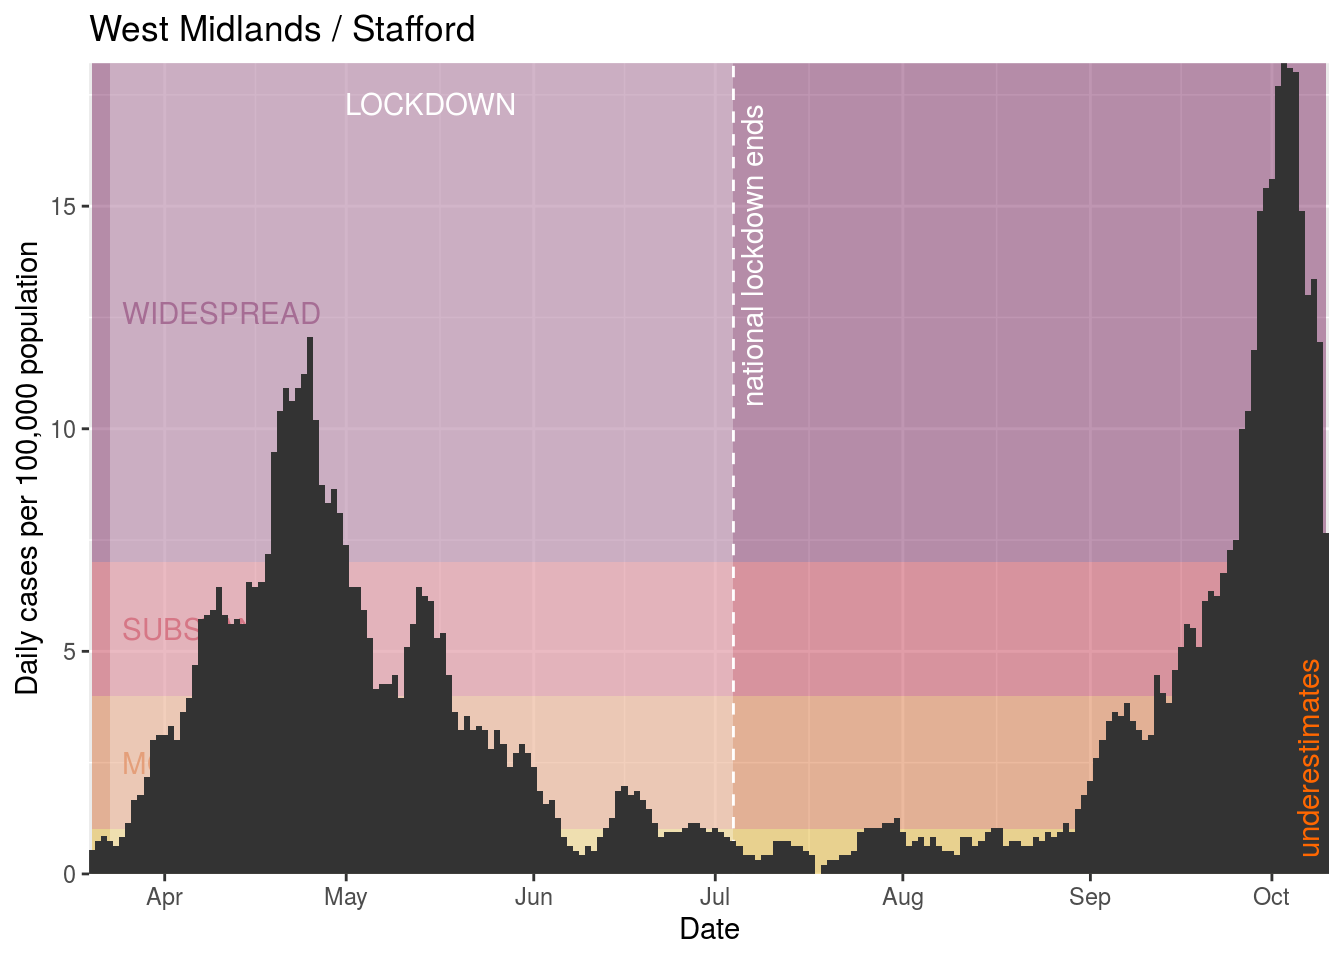 West Midlands / Stafford
LOCKDOWN
national lockdown ends
WIDESPREAD
underestimates
Daily cases per 100,000 population
15
10
5
0
Apr May Jun Jul Aug Sep Oct
Date